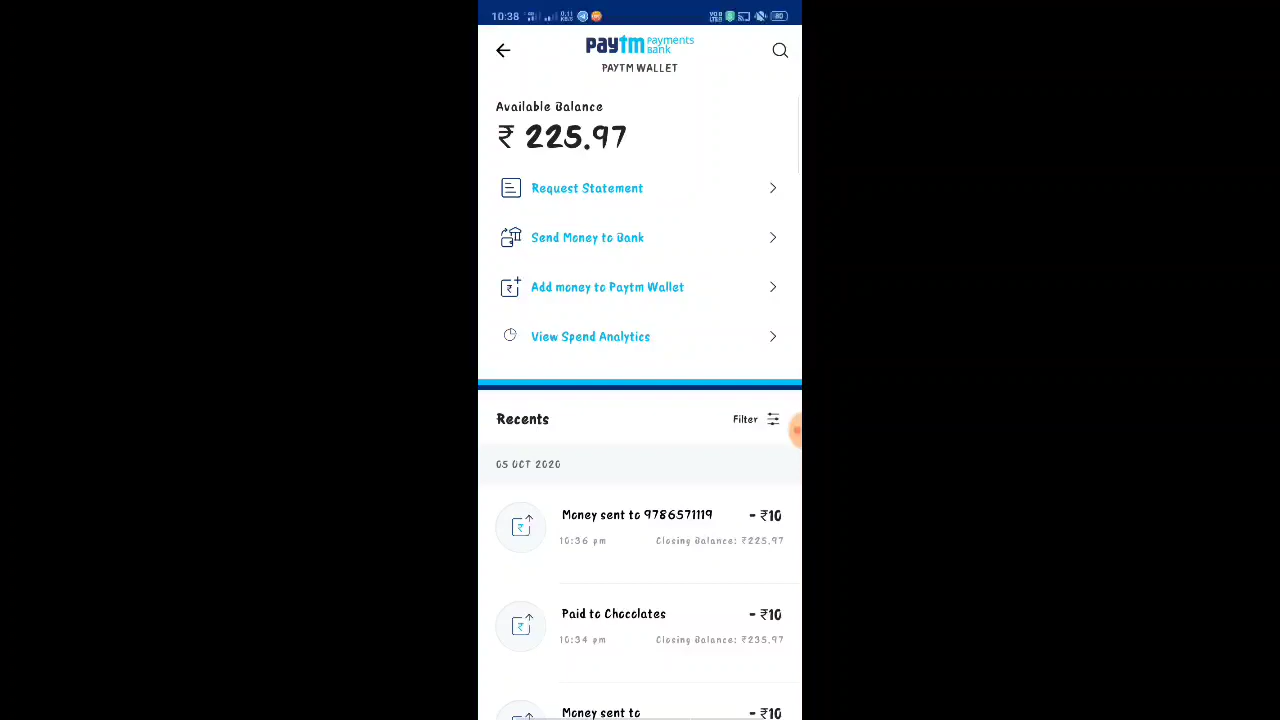 10:38
paytm payments
bank
PAYTM WALLET
Available Balance
₹ 225.97
Request Statement
Send Money to Bank
Add money to Paytm Wallet
View Spend Analytics
Recents
Filter
05 OCT 2020
Money sent to 9786571119 - ₹10
10:36 pm Closing Balance: ₹225.97
Paid to Chocolates - ₹10
10:34 pm Closing Balance: ₹235.97
Money sent to - ₹10